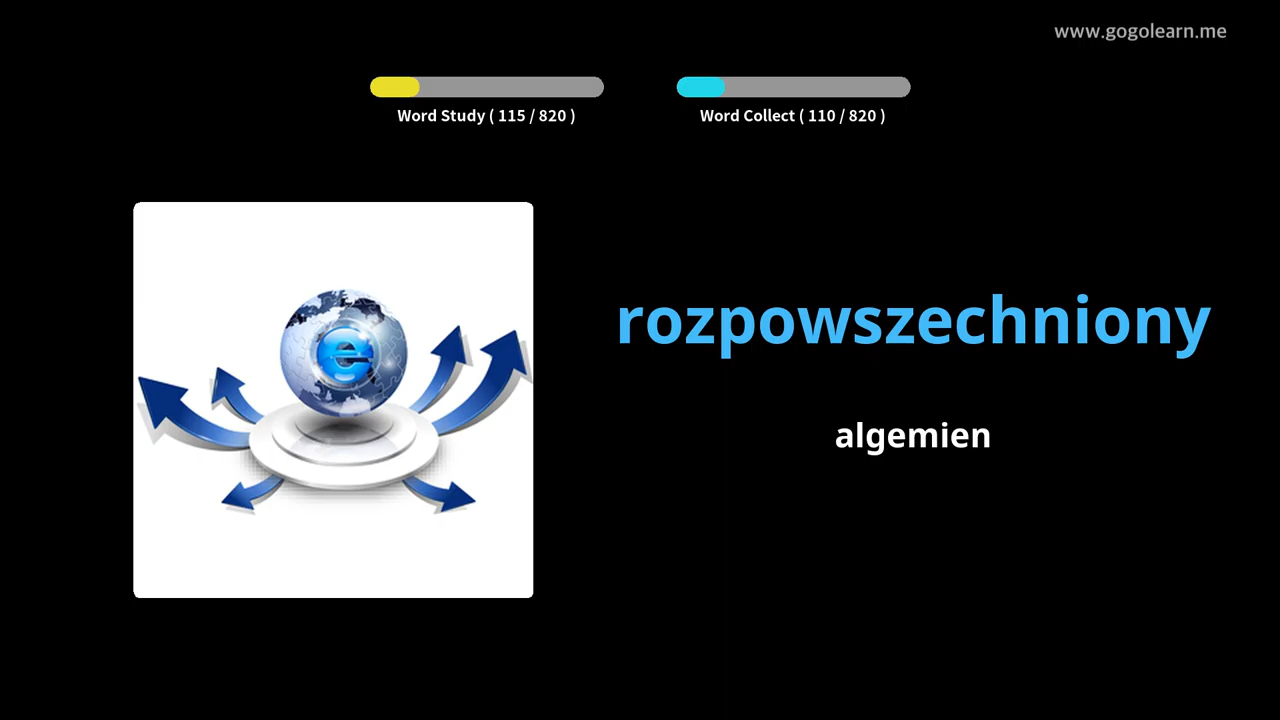 www.gogolearn.me
Word Study ( 115 / 820 )
Word Collect ( 110 / 820 )
e
rozpowszechniony
algemien